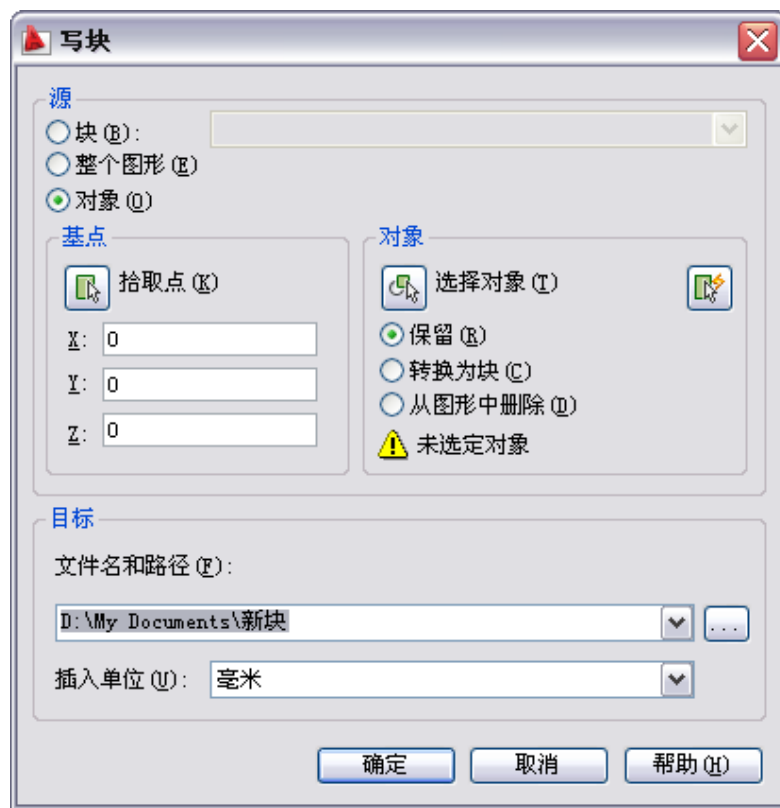 写块
源
块(B):
整个图形(E)
对象(O)
基点
拾取点(K)
X: 0
Y: 0
Z: 0
对象
选择对象(T)
保留(R)
转换为块(C)
从图形中删除(D)
未选定对象
目标
文件名和路径(F):
D:\My Documents\新块
...
插入单位(U): 毫米
确定 取消 帮助(H)